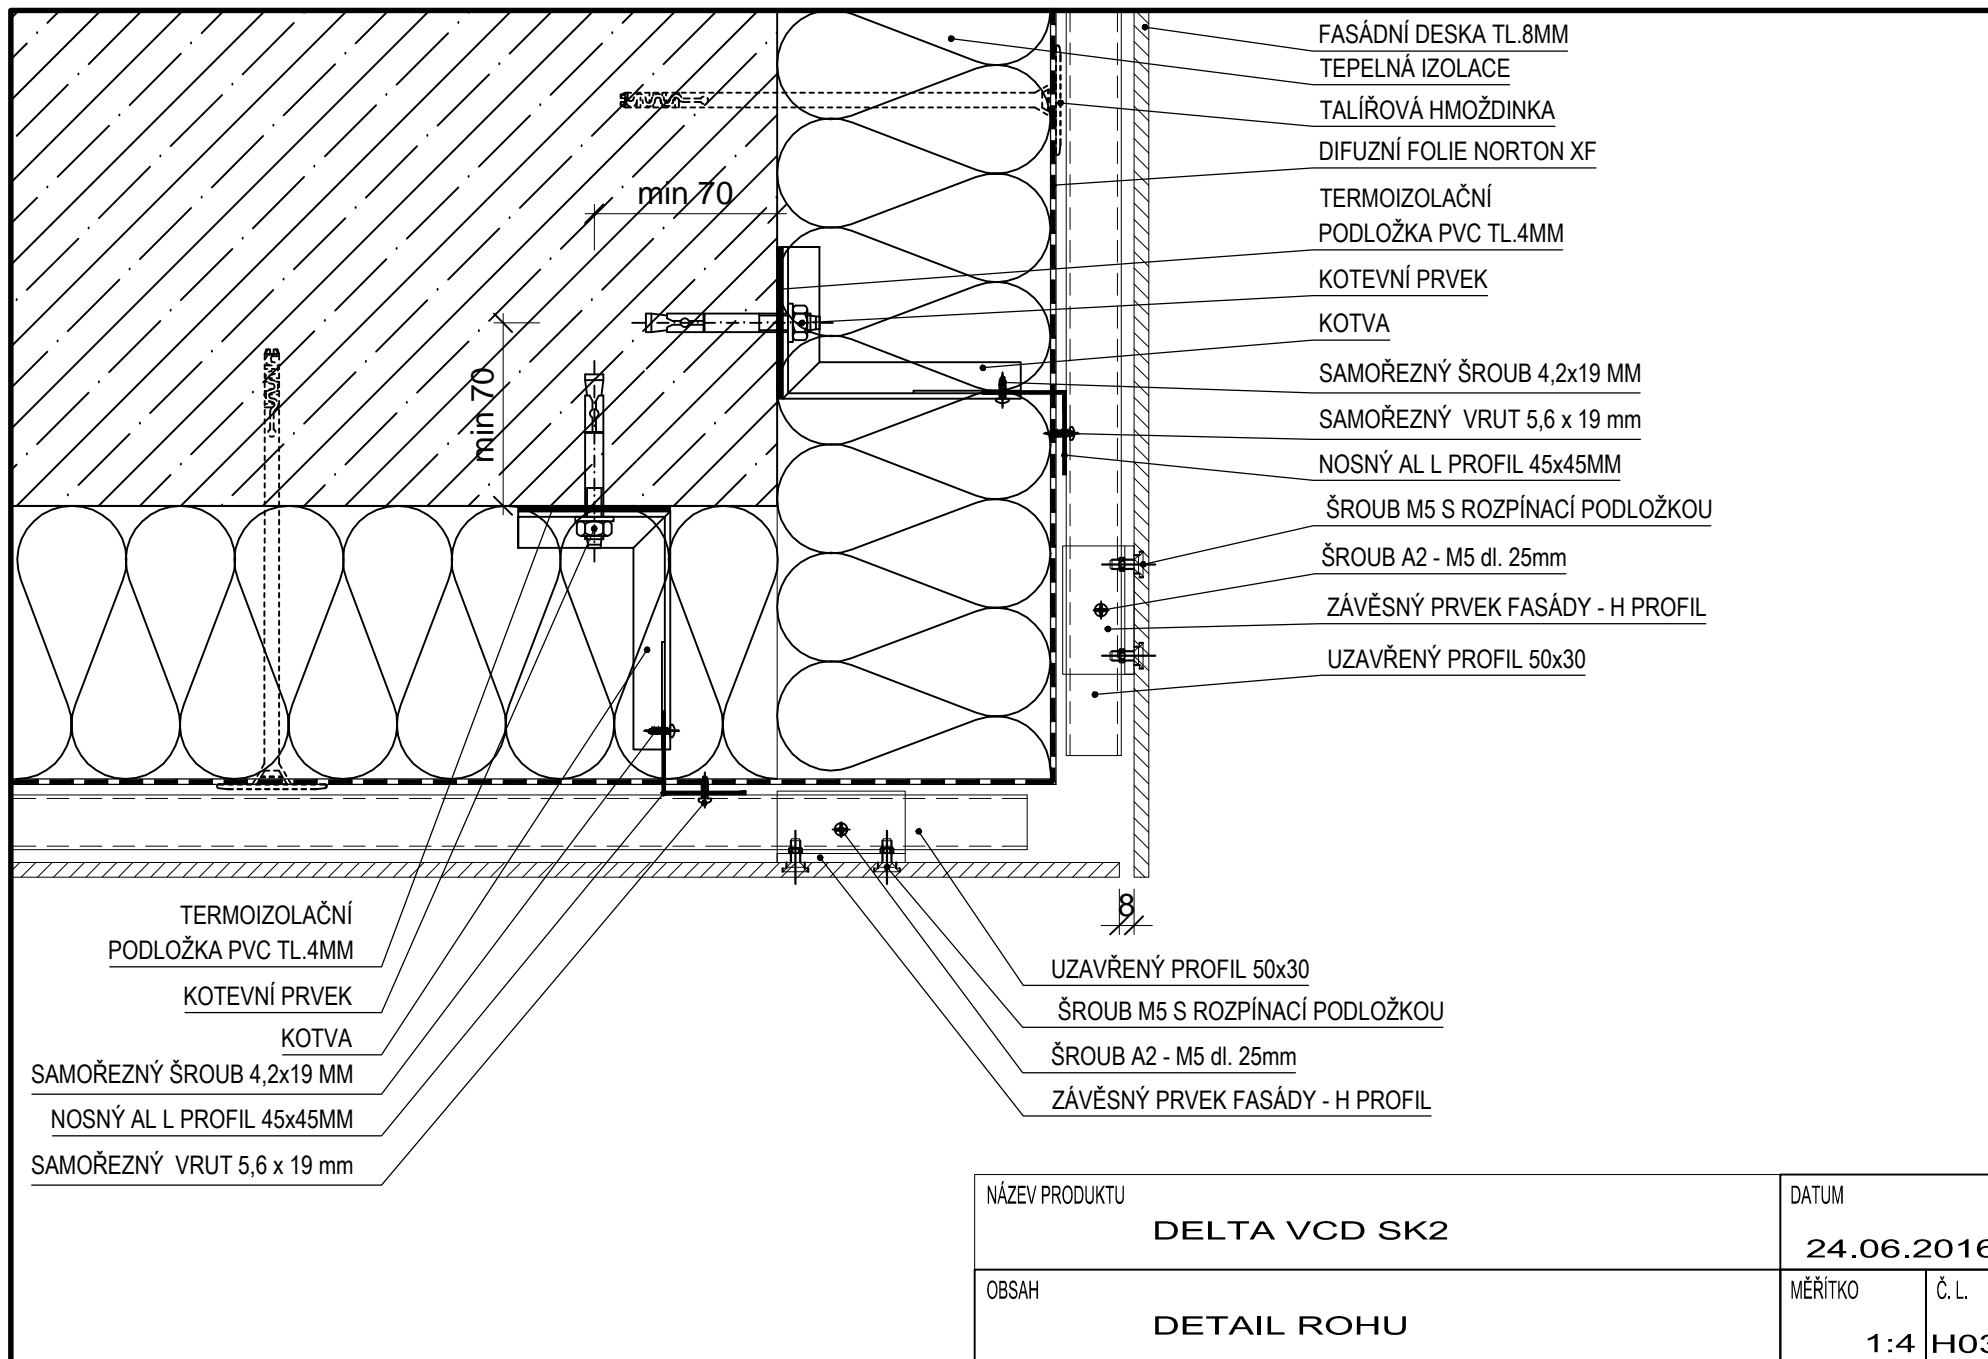 FASÁDNÍ DESKA TL.8MM
TEPELNÁ IZOLACE
TALÍŘOVÁ HMOŽDINKA
DIFUZNÍ FOLIE NORTON XF
TERMOIZOLAČNÍ
PODLOŽKA PVC TL.4MM
KOTEVNÍ PRVEK
KOTVA
SAMOŘEZNÝ ŠROUB 4,2x19 MM
SAMOŘEZNÝ  VRUT 5,6 x 19 mm
NOSNÝ AL L PROFIL 45x45MM
ŠROUB M5 S ROZPÍNACÍ PODLOŽKOU
ŠROUB A2 - M5 dl. 25mm
ZÁVĚSNÝ PRVEK FASÁDY - H PROFIL
UZAVŘENÝ PROFIL 50x30
min 70
min 70
8
TERMOIZOLAČNÍ
PODLOŽKA PVC TL.4MM
KOTEVNÍ PRVEK
KOTVA
SAMOŘEZNÝ ŠROUB 4,2x19 MM
NOSNÝ AL L PROFIL 45x45MM
SAMOŘEZNÝ  VRUT 5,6 x 19 mm
UZAVŘENÝ PROFIL 50x30
ŠROUB M5 S ROZPÍNACÍ PODLOŽKOU
ŠROUB A2 - M5 dl. 25mm
ZÁVĚSNÝ PRVEK FASÁDY - H PROFIL
NÁZEV PRODUKTU
DELTA VCD SK2
DATUM
24.06.2016
OBSAH
DETAIL ROHU
MĚŘÍTKO
1:4
Č. L.
H03